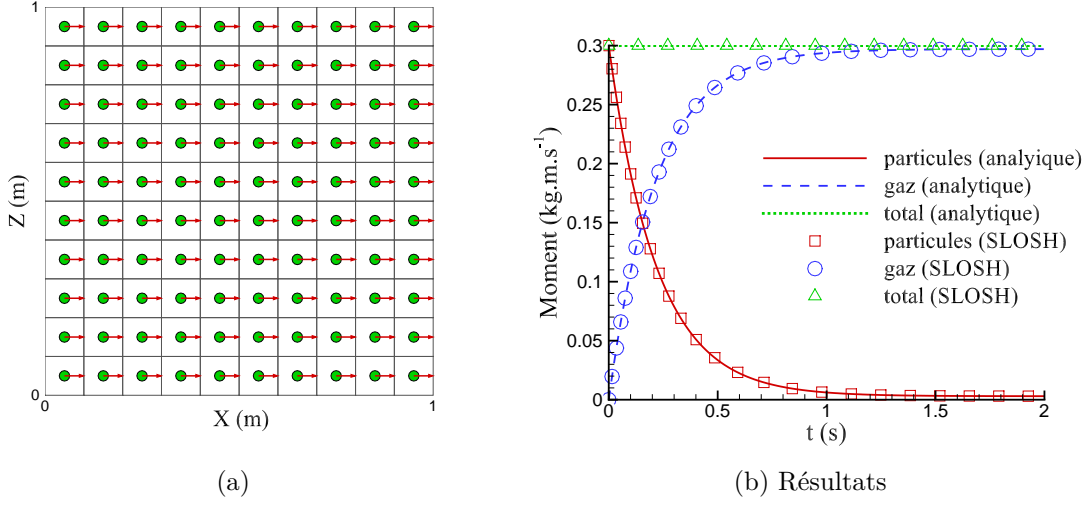 1
Z (m)
0
0
X (m)
1
(a)
0.3
0.25
0.2
0.15
0.1
0.05
0
Moment (kg.m.s-1)
particules (analyique)
gaz (analytique)
total (analytique)
particules (SLOSH)
gaz (SLOSH)
total (SLOSH)
0
0.5
1
1.5
2
t (s)
(b) Résultats